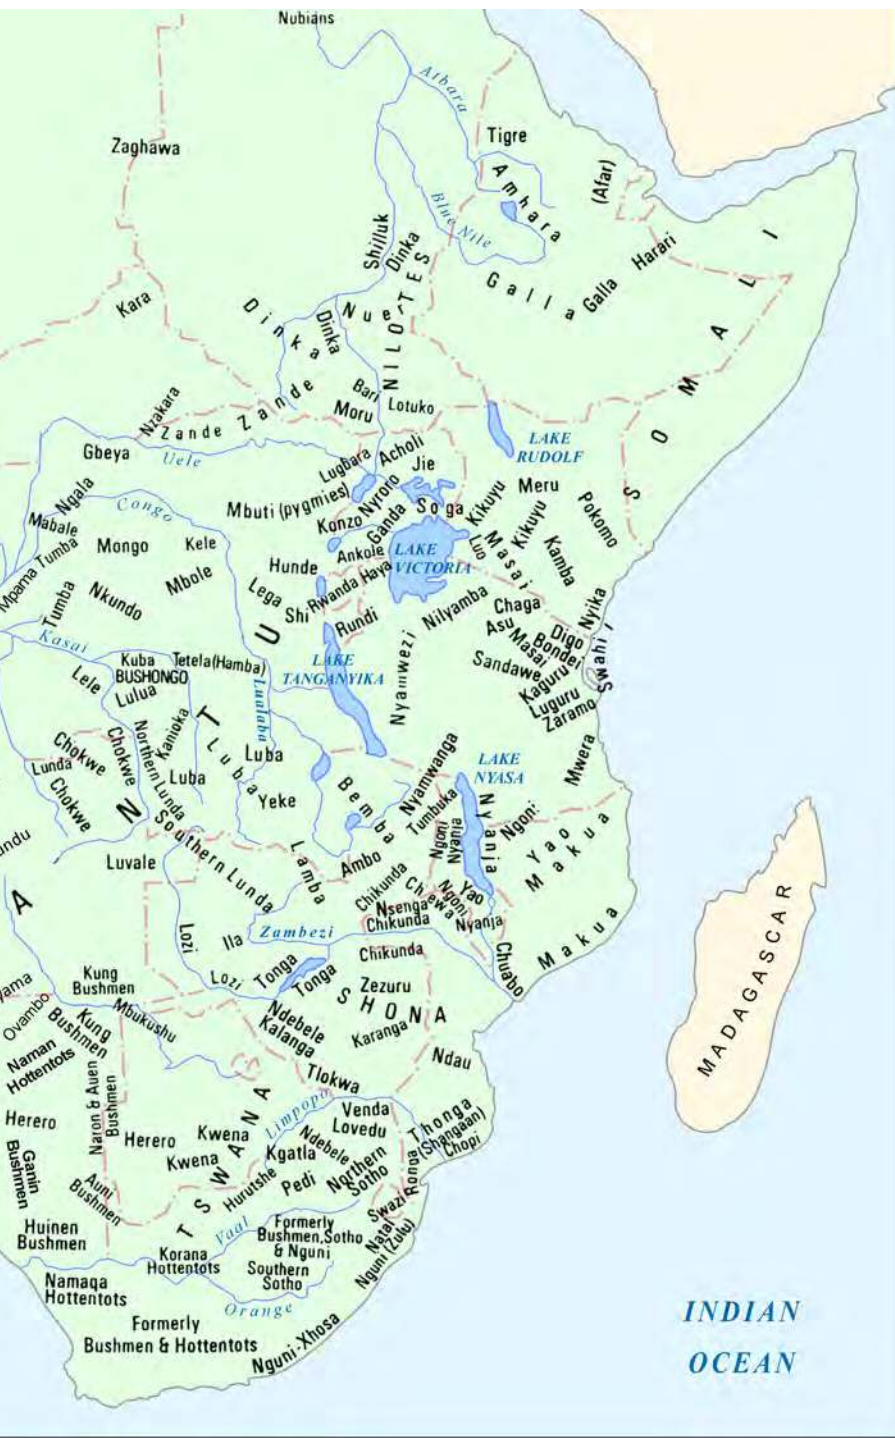 Nubians
Atbara
Tigre
Zaghawa
Amhara
(Afar)
Blue Nile
Shilluk
Dinka
Harari
SOMALI
Galla
Galla
Kara
Dinka
Dinka
Nuer
NILOTES
Bari
Lotuko
Moru
Nzakara
Zande
Zande
LAKE
RUDOLF
Gbeya
Uele
Lugbara
Acholi
Jie
Ngala
Congo
Mbuti (pygmies)
Nyroro
Soga
Kikuyu
Meru
Pokomo
Mabale
Konzo
Ganda
Kikuyu
Mongo
Kele
Ankole
LAKE
VICTORIA
Luo
Masai
Kamba
Mpama
Tumba
Hunde
Mbole
Lega
Rwanda
Haya
Nkundo
Tumba
Shi
Rundi
Nilyamba
Chaga
Nyika
Asu
Digo
Kasai
U
Masai
Bondei
Swahili
Kuba
BUSHONGO
Tetela(Hamba)
LAKE
TANGANYIKA
Nyamwezi
Sandawe
Kaguru
Lele
Lulua
Lualaba
Luguru
Zaramo
Kanioka
T
Chokwe
Lunda
Chokwe
Northern Lunda
Luba
Luba
Luba
Nyamwanga
LAKE
NYASA
Mwera
Chokwe
N
Yeke
Bemba
Tumbuka
Nyanja
Ngoni
Yao
Makua
Southern Lunda
Ngoni
Nyanja
Luvale
Lamba
Ambo
Chikunda
Chewa
Ngoni
Yao
A
Nsenga
Chikunda
Nyanja
Makua
Lozi
Ila
Zambezi
Chikunda
Chuabo
MADAGASCAR
Kung
Bushmen
Lozi
Tonga
Tonga
Zezuru
SHONA
Ovambo
Kung
Bushmen
Mbukushu
Ndebele
Kalanga
Karanga
Ndau
Naman
Hottentots
Tlokwa
Naron & Auen
Bushmen
Herero
Herero
Kwena
Kwena
TSWANA
Limpopo
Venda
Lovedu
Thonga
(Shangaan)
Chopi
Ganin
Bushmen
Kgatla
Ndebele
Northern
Sotho
Ronga
Auni
Bushmen
Hurutshe
Pedi
Swazi
Huinen
Bushmen
Vaal
Formerly
Bushmen,Sotho
& Nguni
Natal
Nguni (Zulu)
Korana
Hottentots
Southern
Sotho
Namaqa
Hottentots
Orange
INDIAN
OCEAN
Formerly
Bushmen & Hottentots
Nguni-Xhosa